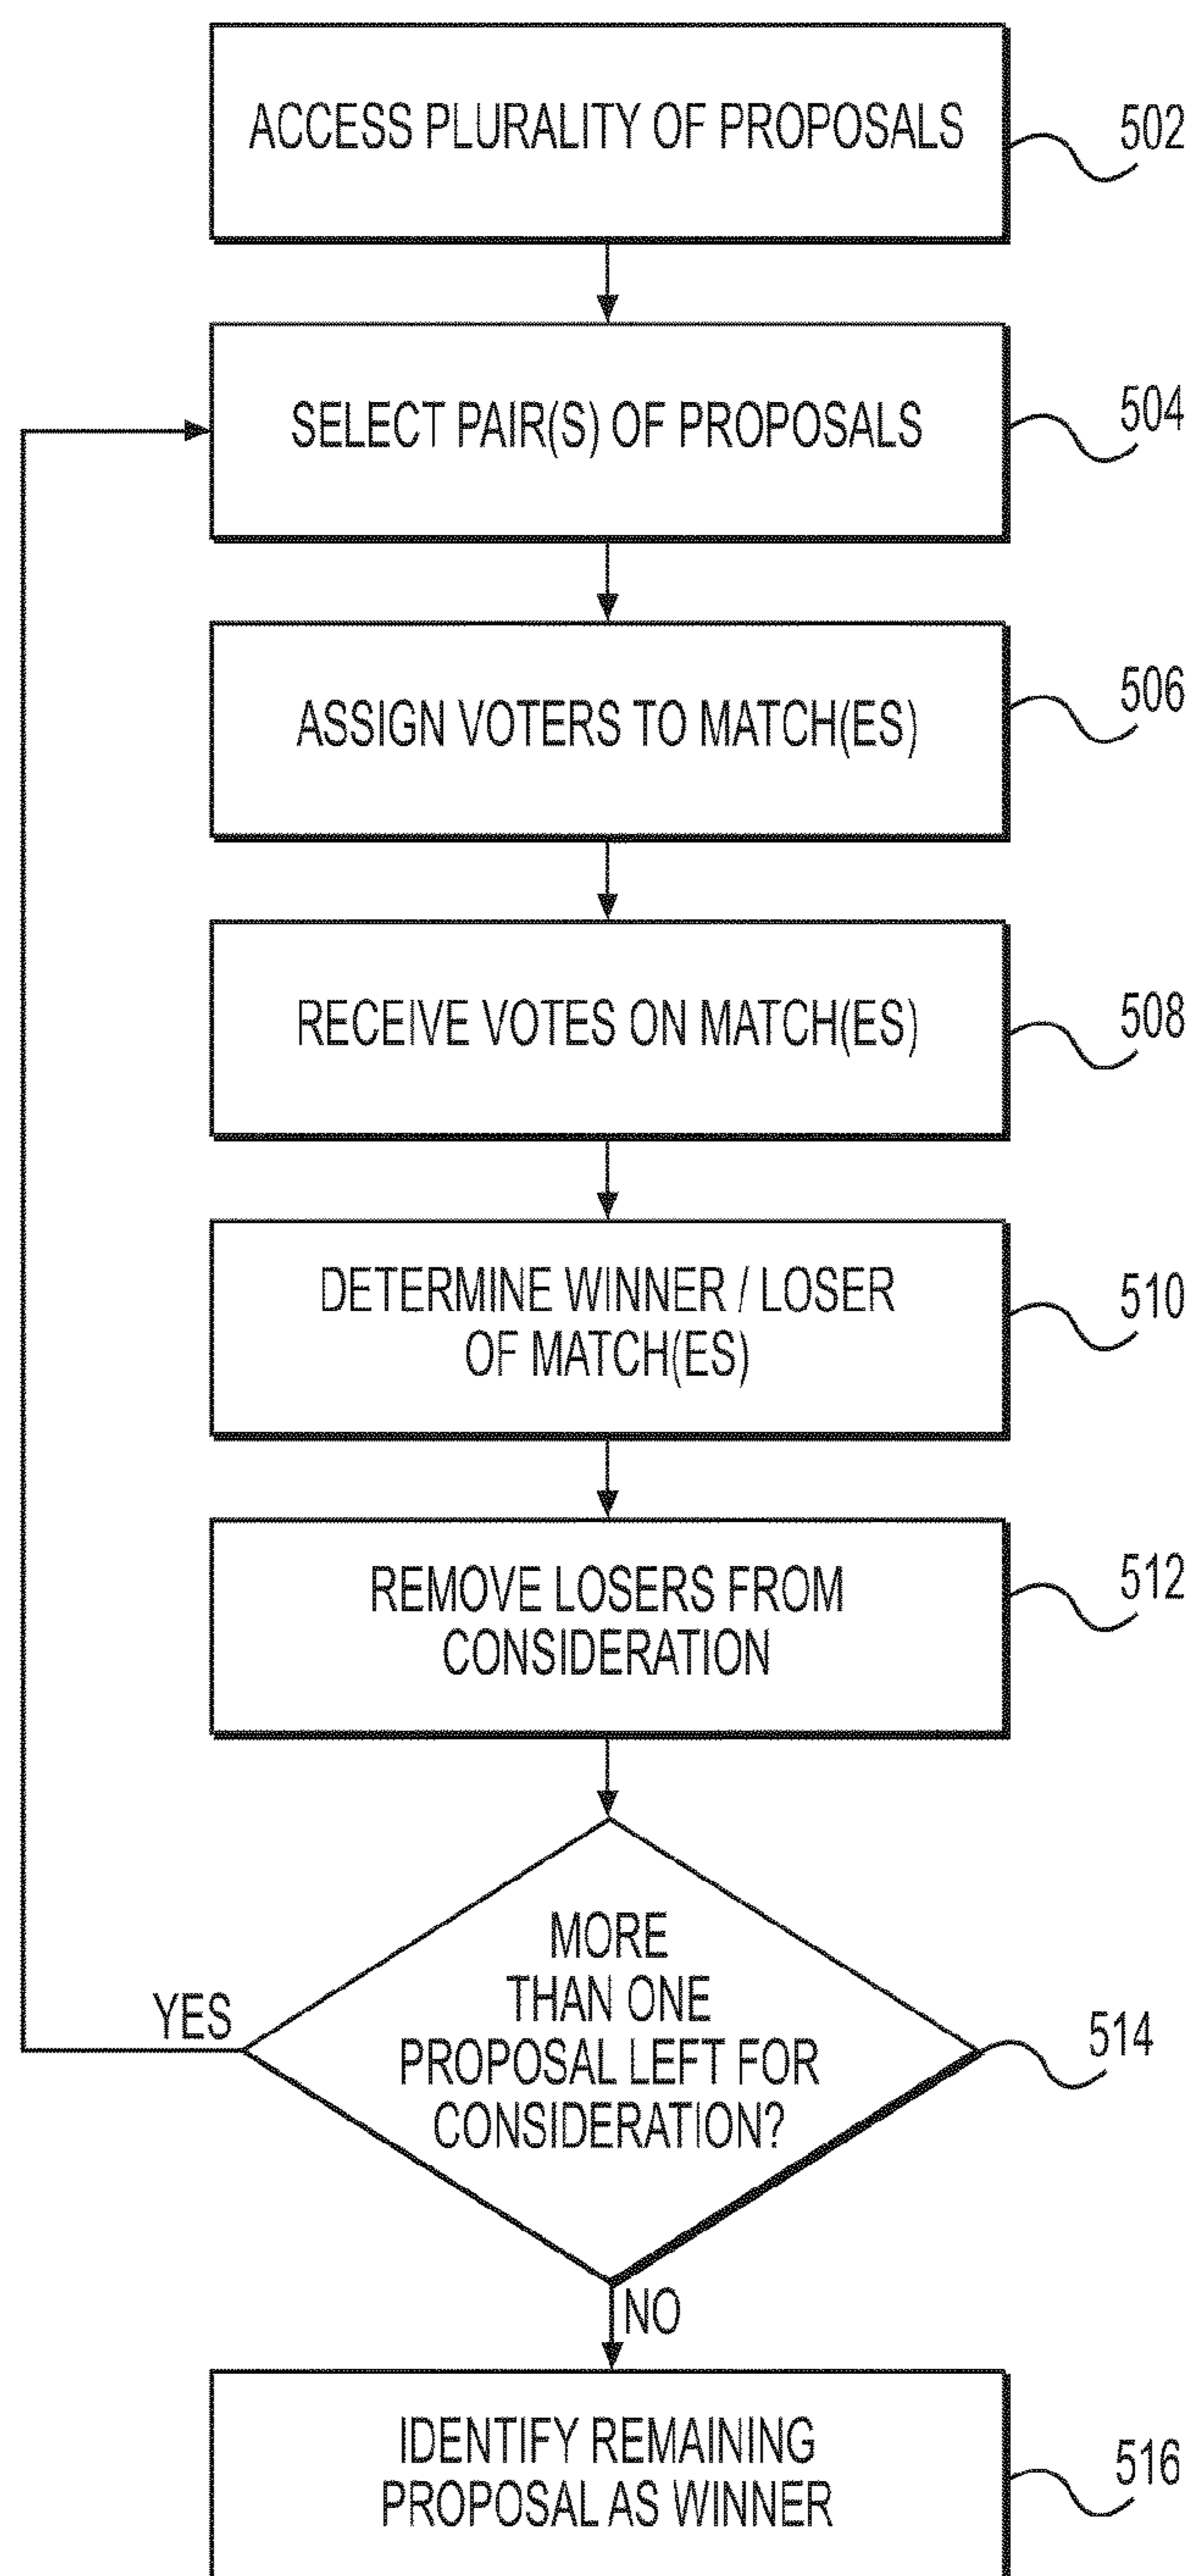 ACCESS PLURALITY OF PROPOSALS
502
SELECT PAIR(S) OF PROPOSALS
504
ASSIGN VOTERS TO MATCH(ES)
506
RECEIVE VOTES ON MATCH(ES)
508
DETERMINE WINNER / LOSER
OF MATCH(ES)
510
REMOVE LOSERS FROM
CONSIDERATION
512
MORE
THAN ONE
PROPOSAL LEFT FOR
CONSIDERATION?
YES
514
NO
IDENTIFY REMAINING
PROPOSAL AS WINNER
516